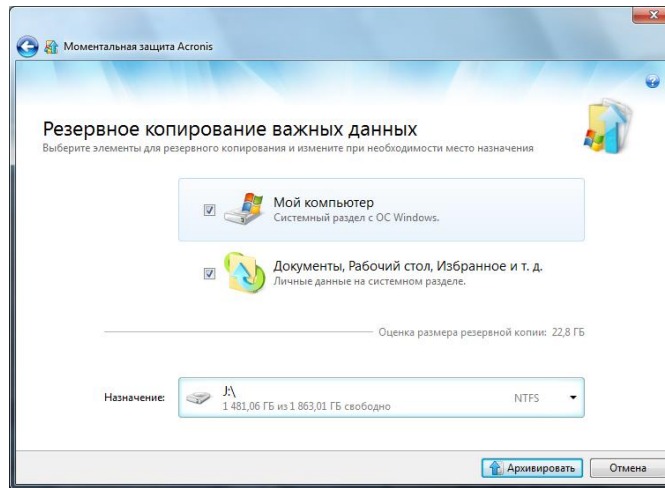 Моментальная защита Acronis
Резервное копирование важных данных
Выберите элементы для резервного копирования и измените при необходимости место назначения
Мой компьютер
Системный раздел с ОС Windows.
Документы, Рабочий стол, Избранное и т. д.
Личные данные на системном разделе.
Оценка размера резервной копии: 22,8 ГБ
Назначение: J:\ NTFS
1 481,06 ГБ из 1 863,01 ГБ свободно
Архивировать Отмена